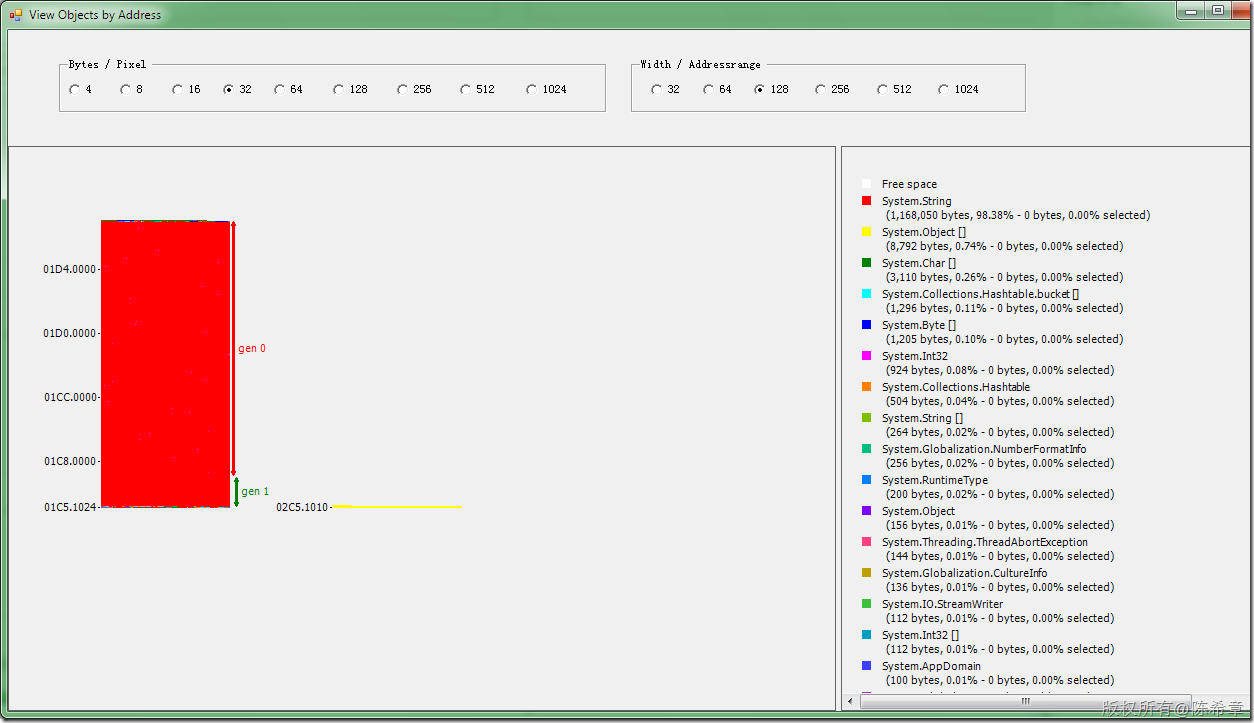 View Objects by Address
Bytes / Pixel
4 8 16 32 64 128 256 512 1024
Width / Addressrange
32 64 128 256 512 1024
01D4.0000
01D0.0000
01CC.0000
01C8.0000
01C5.1024
gen 0
gen 1
02C5.1010
Free space
System.String
(1,168,050 bytes, 98.38% - 0 bytes, 0.00% selected)
System.Object []
(8,792 bytes, 0.74% - 0 bytes, 0.00% selected)
System.Char []
(3,110 bytes, 0.26% - 0 bytes, 0.00% selected)
System.Collections.Hashtable.bucket []
(1,296 bytes, 0.11% - 0 bytes, 0.00% selected)
System.Byte []
(1,205 bytes, 0.10% - 0 bytes, 0.00% selected)
System.Int32
(924 bytes, 0.08% - 0 bytes, 0.00% selected)
System.Collections.Hashtable
(504 bytes, 0.04% - 0 bytes, 0.00% selected)
System.String []
(264 bytes, 0.02% - 0 bytes, 0.00% selected)
System.Globalization.NumberFormatInfo
(256 bytes, 0.02% - 0 bytes, 0.00% selected)
System.RuntimeType
(200 bytes, 0.02% - 0 bytes, 0.00% selected)
System.Object
(156 bytes, 0.01% - 0 bytes, 0.00% selected)
System.Threading.ThreadAbortException
(144 bytes, 0.01% - 0 bytes, 0.00% selected)
System.Globalization.CultureInfo
(136 bytes, 0.01% - 0 bytes, 0.00% selected)
System.IO.StreamWriter
(112 bytes, 0.01% - 0 bytes, 0.00% selected)
System.Int32 []
(112 bytes, 0.01% - 0 bytes, 0.00% selected)
System.AppDomain
(100 bytes, 0.01% - 0 bytes, 0.00% selected)
版权所有@陈希章